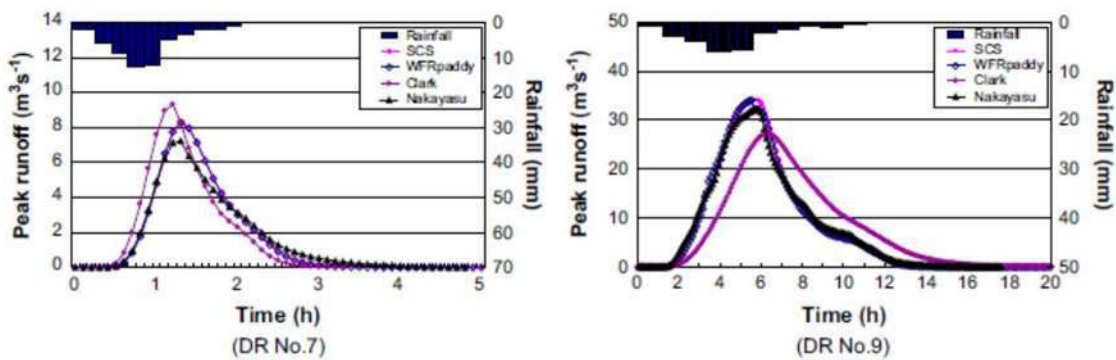 14
12
10
8
6
4
2
0
Peak runoff (m³s⁻¹)
0
10
20
30
40
50
60
70
Rainfall (mm)
Rainfall
SCS
WFRpaddy
Clark
Nakayasu
0 1 2 3 4 5
Time (h)
(DR No.7)
50
40
30
20
10
0
Peak runoff (m³s⁻¹)
0
10
20
30
40
50
Rainfall (mm)
Rainfall
SCS
WFRpaddy
Clark
Nakayasu
0 2 4 6 8 10 12 14 16 18 20
Time (h)
(DR No.9)